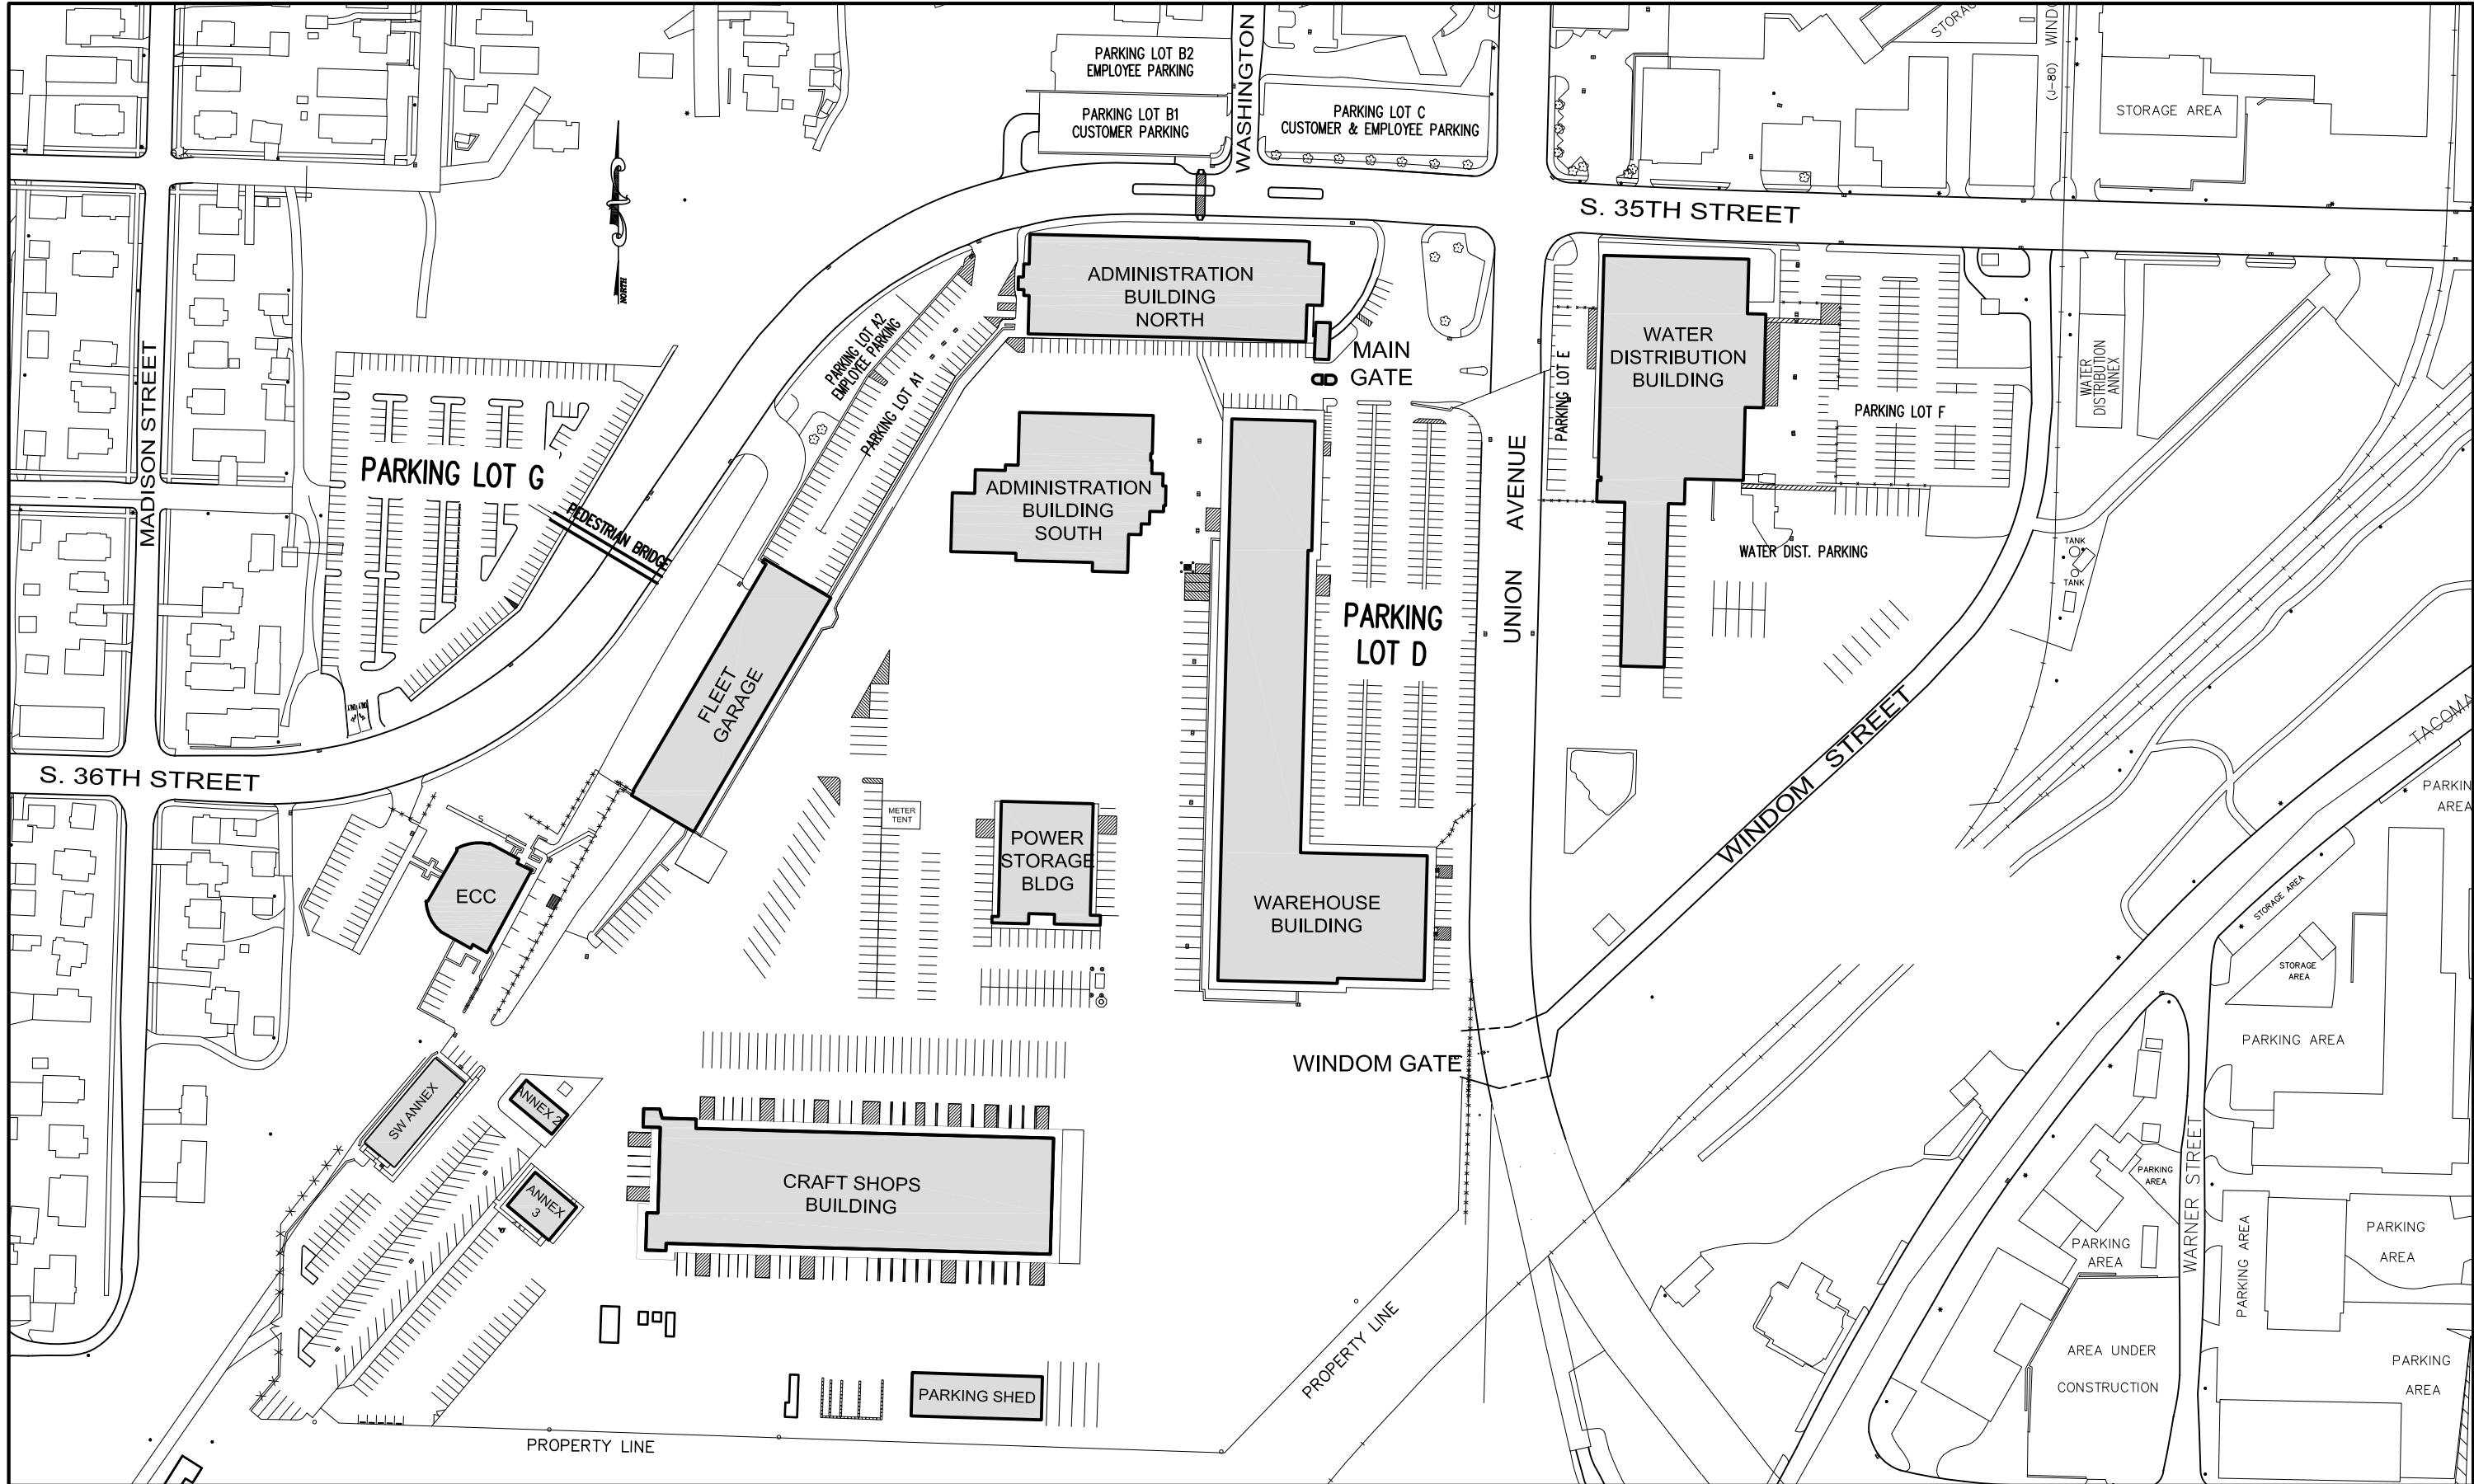 PARKING LOT B2
EMPLOYEE PARKING
PARKING LOT B1
CUSTOMER PARKING
WASHINGTON
PARKING LOT C
CUSTOMER & EMPLOYEE PARKING
(J-80)
STORAGE AREA
S. 35TH STREET
NORTH
MADISON STREET
PARKING LOT G
PEDESTRIAN BRIDGE
PARKING LOT A2
EMPLOYEE PARKING
PARKING LOT A1
ADMINISTRATION
BUILDING
NORTH
MAIN
GATE
ADMINISTRATION
BUILDING
SOUTH
PARKING LOT E
WATER
DISTRIBUTION
BUILDING
PARKING LOT F
WATER
DISTRIBUTION
ANNEX
WATER DIST. PARKING
TANK
TANK
UNION AVENUE
PARKING
LOT D
FLEET
GARAGE
S. 36TH STREET
WINDOM STREET
TACOMA
METER
TENT
POWER
STORAGE
BLDG
ECC
S
WAREHOUSE
BUILDING
STORAGE AREA
STORAGE
AREA
PARKING AREA
WINDOM GATE
SW ANNEX
ANNEX 2
ANNEX
3
CRAFT SHOPS
BUILDING
PARKING
AREA
WARNER STREET
PARKING
AREA
PARKING AREA
PARKING
AREA
AREA UNDER
CONSTRUCTION
PARKING
AREA
PARKING SHED
PROPERTY LINE
PROPERTY LINE